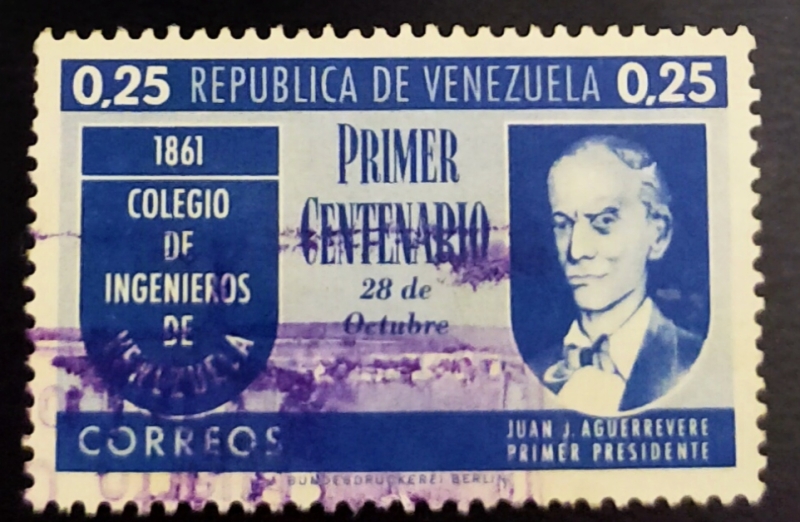 0,25 REPUBLICA DE VENEZUELA 0,25
1861
COLEGIO
DE
INGENIEROS
DE
VENEZUELA
PRIMER
CENTENARIO
28 de
Octubre
CORREOS
JUAN J. AGUERREVERE
PRIMER PRESIDENTE
BUNDESDRUCKEREI BERLIN